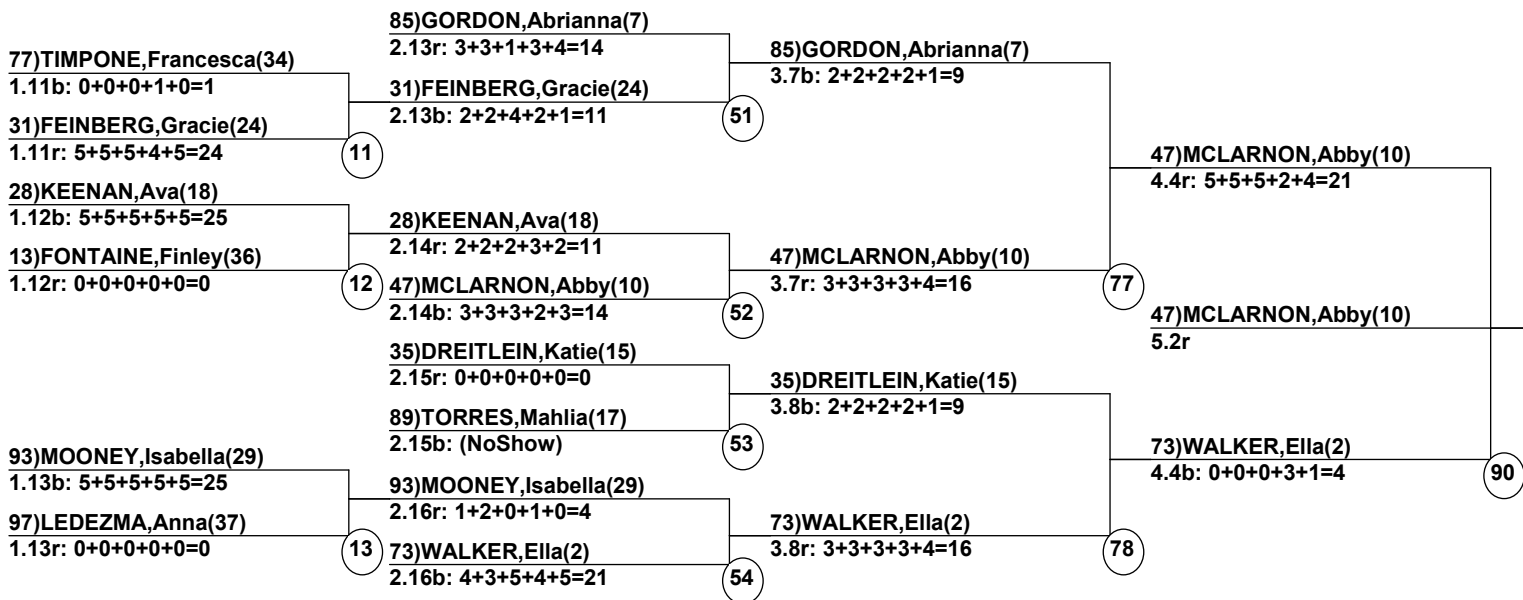 77)TIMPONE,Francesca(34)
1.11b: 0+0+0+1+0=1
31)FEINBERG,Gracie(24)
1.11r: 5+5+5+4+5=24
11
28)KEENAN,Ava(18)
1.12b: 5+5+5+5+5=25
13)FONTAINE,Finley(36)
1.12r: 0+0+0+0+0=0
12
93)MOONEY,Isabella(29)
1.13b: 5+5+5+5+5=25
97)LEDEZMA,Anna(37)
1.13r: 0+0+0+0+0=0
13
85)GORDON,Abrianna(7)
2.13r: 3+3+1+3+4=14
31)FEINBERG,Gracie(24)
2.13b: 2+2+4+2+1=11
51
28)KEENAN,Ava(18)
2.14r: 2+2+2+3+2=11
47)MCLARNON,Abby(10)
2.14b: 3+3+3+2+3=14
52
35)DREITLEIN,Katie(15)
2.15r: 0+0+0+0+0=0
89)TORRES,Mahlia(17)
2.15b: (NoShow)
53
93)MOONEY,Isabella(29)
2.16r: 1+2+0+1+0=4
73)WALKER,Ella(2)
2.16b: 4+3+5+4+5=21
54
85)GORDON,Abrianna(7)
3.7b: 2+2+2+2+1=9
47)MCLARNON,Abby(10)
3.7r: 3+3+3+3+4=16
77
35)DREITLEIN,Katie(15)
3.8b: 2+2+2+2+1=9
73)WALKER,Ella(2)
3.8r: 3+3+3+3+4=16
78
47)MCLARNON,Abby(10)
4.4r: 5+5+5+2+4=21
47)MCLARNON,Abby(10)
5.2r
73)WALKER,Ella(2)
4.4b: 0+0+0+3+1=4
90